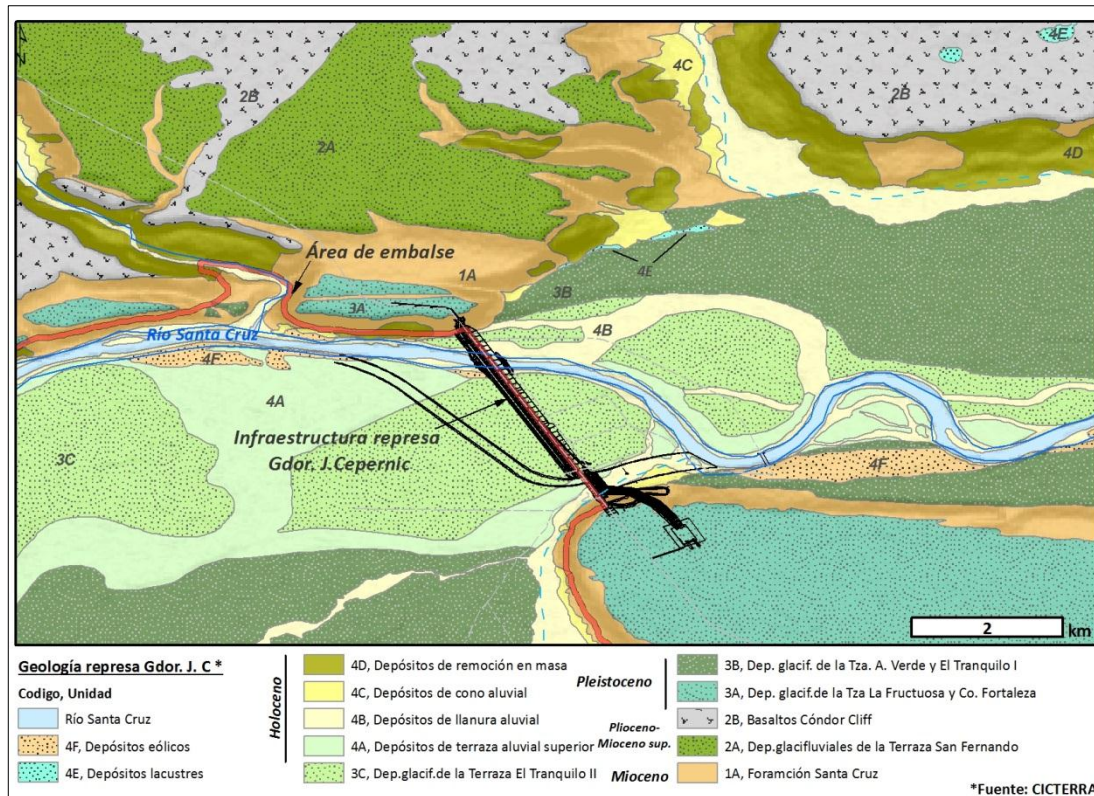 4C
4E
2B
2B
2A
4D
Área de embalse
1A
4E
3B
3A
4B
Río Santa Cruz
4F
4A
Infraestructura represa
Gdor. J.Cepernic
3C
4F
2
km
Geología represa Gdor. J. C *
Codigo, Unidad
Río Santa Cruz
4F, Depósitos eólicos
4E, Depósitos lacustres
Holoceno
4D, Depósitos de remoción en masa
4C, Depósitos de cono aluvial
4B, Depósitos de llanura aluvial
4A, Depósitos de terraza aluvial superior
3C, Dep.glacif.de la Terraza El Tranquilo II
Pleistoceno
Plioceno-
Mioceno sup.
Mioceno
3B, Dep. glacif. de la Tza. A. Verde y El Tranquilo I
3A, Dep. glacif.de la Tza La Fructuosa y Co. Fortaleza
2B, Basaltos Cóndor Cliff
2A, Dep.glacifluviales de la Terraza San Fernando
1A, Foramción Santa Cruz
*Fuente: CICTERRA